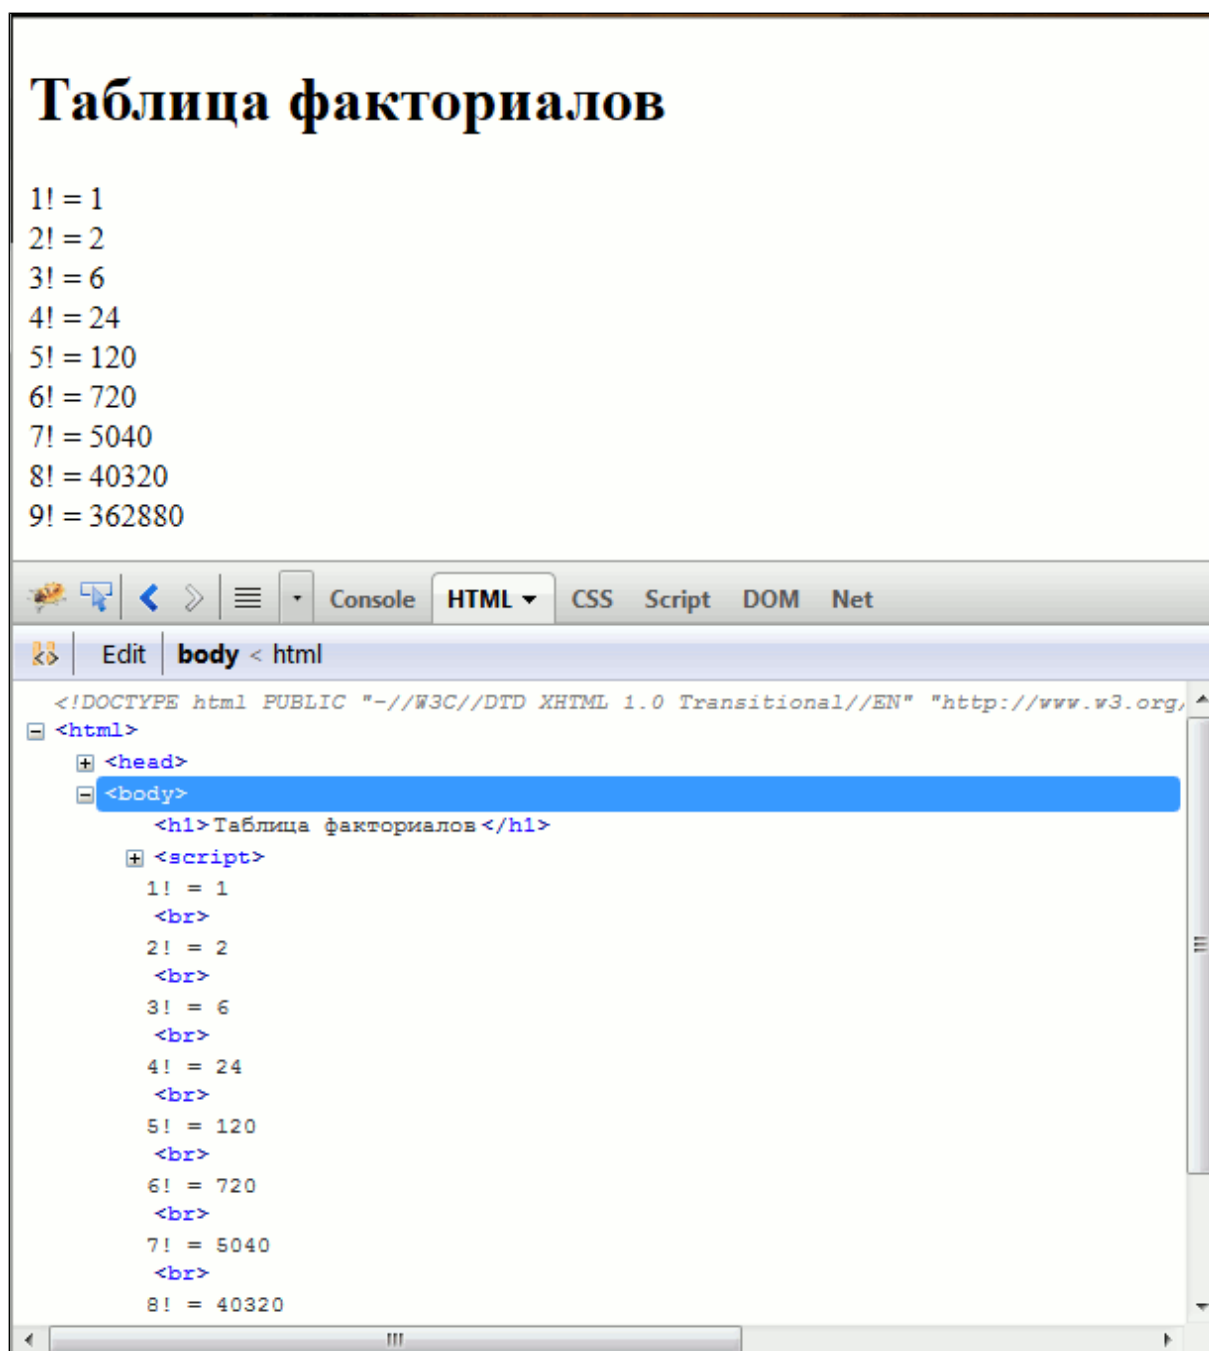 Таблица факториалов
1! = 1
2! = 2
3! = 6
4! = 24
5! = 120
6! = 720
7! = 5040
8! = 40320
9! = 362880
Console HTML CSS Script DOM Net
Edit body < html
<!DOCTYPE html PUBLIC "-//W3C//DTD XHTML 1.0 Transitional//EN" "http://www.w3.org/
<html>
<head>
<body>
<h1>Таблица факториалов</h1>
<script>
1! = 1
<br>
2! = 2
<br>
3! = 6
<br>
4! = 24
<br>
5! = 120
<br>
6! = 720
<br>
7! = 5040
<br>
8! = 40320